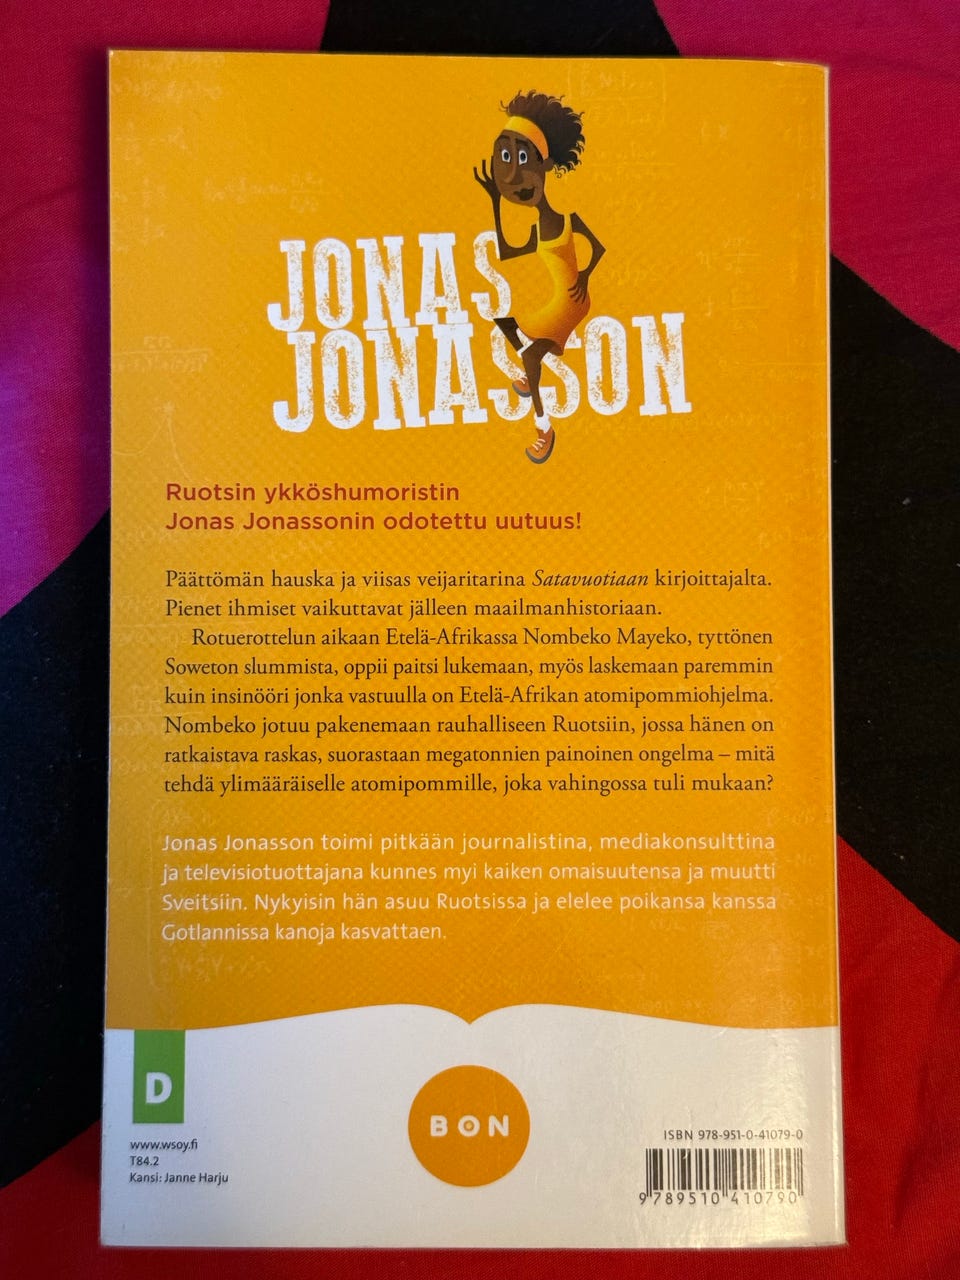 JONAS
JONASSON
Ruotsin ykköshumoristin
Jonas Jonassonin odotettu uutuus!
Päättömän hauska ja viisas veijaritarina Satavuotiaan kirjoittajalta.
Pienet ihmiset vaikuttavat jälleen maailmanhistoriaan.
Rotuerottelun aikaan Etelä-Afrikassa Nombeko Mayeko, tyttönen
Soweton slummista, oppii paitsi lukemaan, myös laskemaan paremmin
kuin insinööri jonka vastuulla on Etelä-Afrikan atomipommiohjelma.
Nombeko jotuu pakenemaan rauhalliseen Ruotsiin, jossa hänen on
ratkaistava raskas, suorastaan megatonnien painoinen ongelma – mitä
tehdä ylimääräiselle atomipommille, joka vahingossa tuli mukaan?
Jonas Jonasson toimi pitkään journalistina, mediakonsulttina
ja televisiotuottajana kunnes myi kaiken omaisuutensa ja muutti
Sveitsiin. Nykyisin hän asuu Ruotsissa ja elelee poikansa kanssa
Gotlannissa kanoja kasvattaen.
D
www.wsoy.fi
T84.2
Kansi: Janne Harju
BON
ISBN 978-951-0-41079-0
9 789510 410790